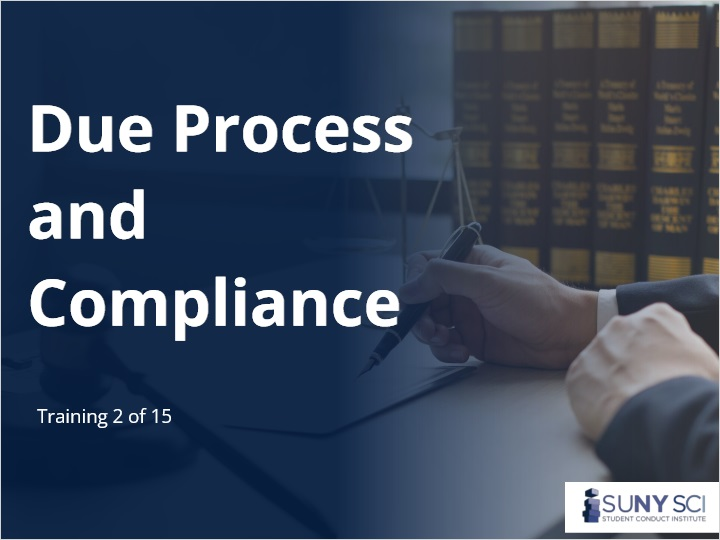 Due Process
and
Compliance
Training 2 of 15
SUNY SCI
STUDENT CONDUCT INSTITUTE